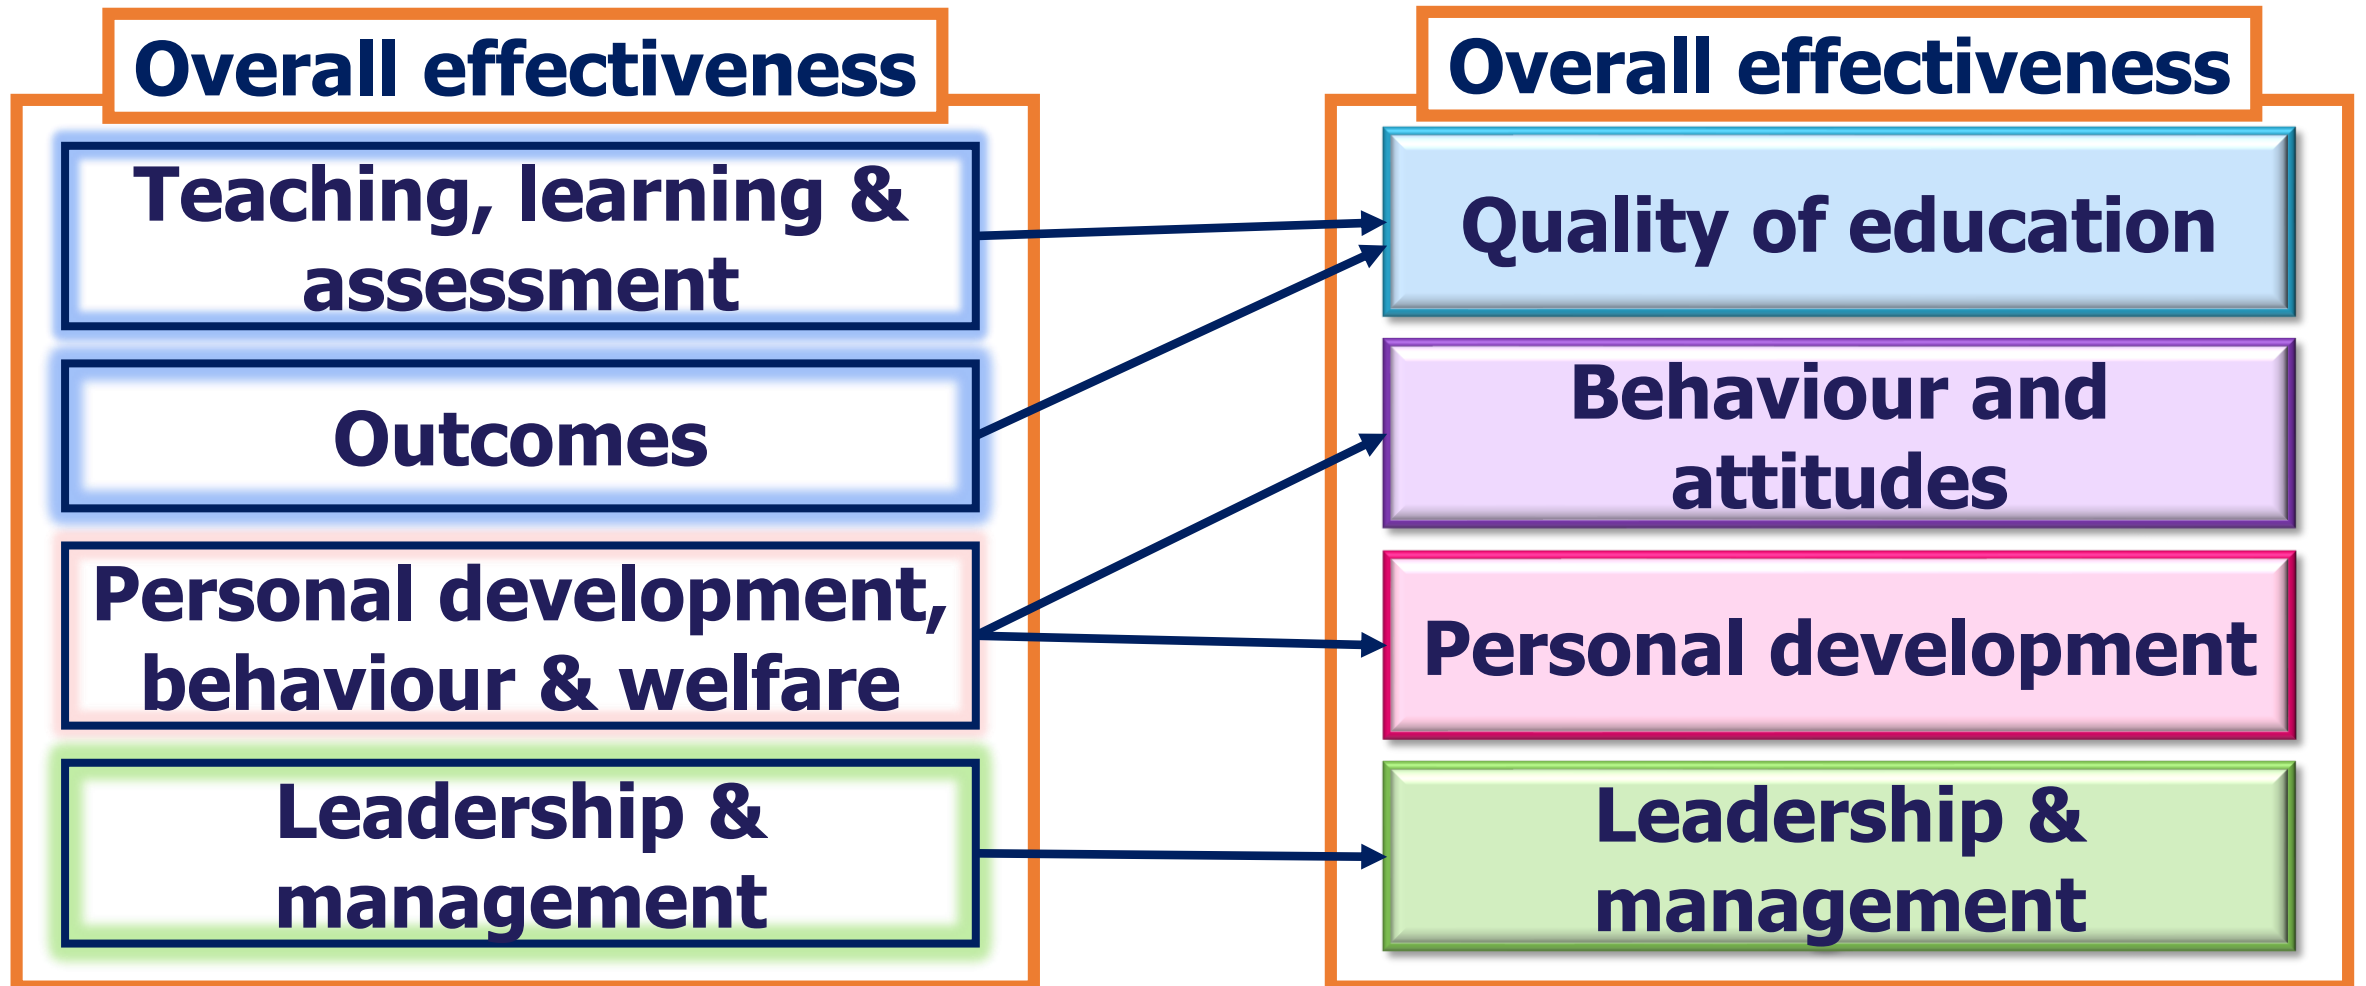 Overall effectiveness
Teaching, learning &
assessment
Outcomes
Personal development,
behaviour & welfare
Leadership &
management
Overall effectiveness
Quality of education
Behaviour and
attitudes
Personal development
Leadership &
management